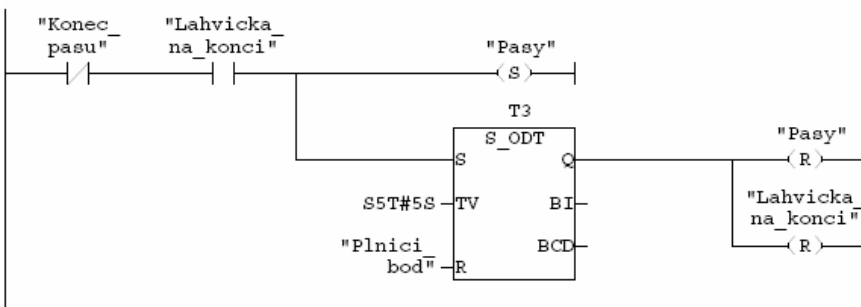 "Konec_
pasu"
"Lahvicka_
na_konci"
"Pasy"
S
T3
S_ODT
S
Q
"Pasy"
R
S5T#5S
TV
BI
"Lahvicka_
na_konci"
R
"Plnici_
bod"
R
BCD